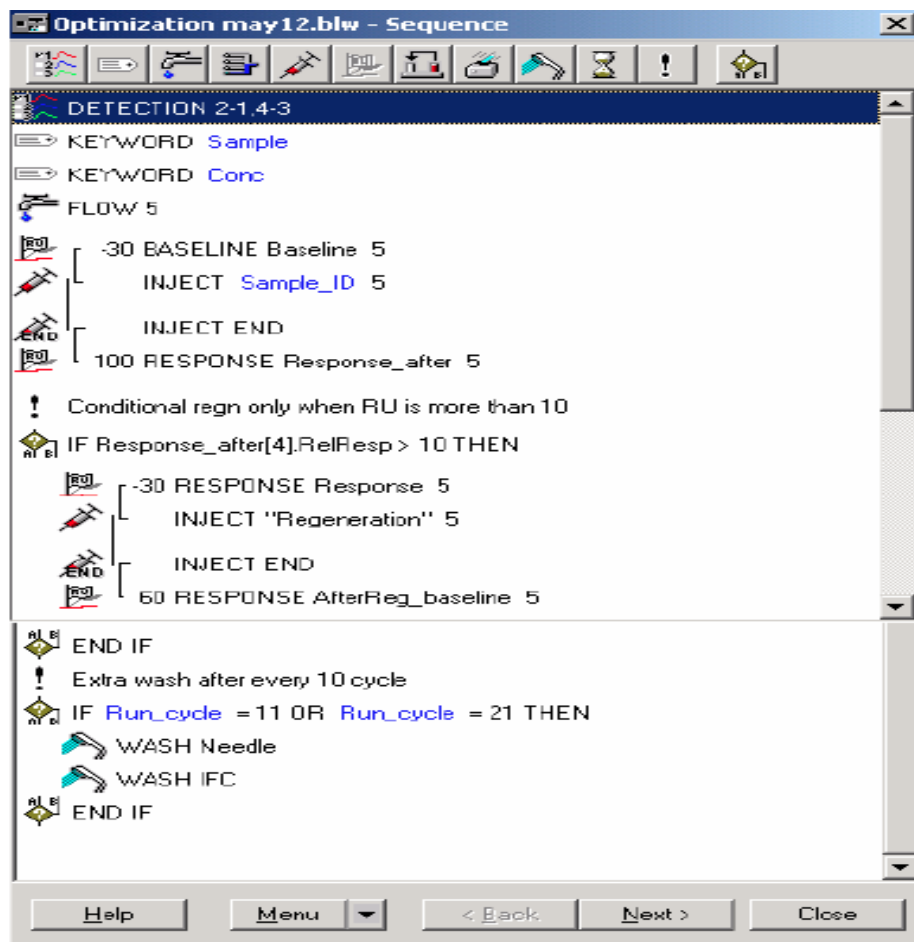 Optimization may12.blw - Sequence
DETECTION 2-1,4-3
KEYWORD Sample
KEYWORD Conc
FLOW 5
-30 BASELINE Baseline 5
INJECT Sample_ID 5
INJECT END
100 RESPONSE Response_after 5
Conditional regn only when RU is more than 10
IF Response_after[4].RelResp > 10 THEN
-30 RESPONSE Response 5
INJECT "Regeneration" 5
INJECT END
60 RESPONSE AfterReg_baseline 5
END IF
Extra wash after every 10 cycle
IF Run_cycle = 11 OR Run_cycle = 21 THEN
WASH Needle
WASH IFC
END IF
Help Menu < Back Next > Close